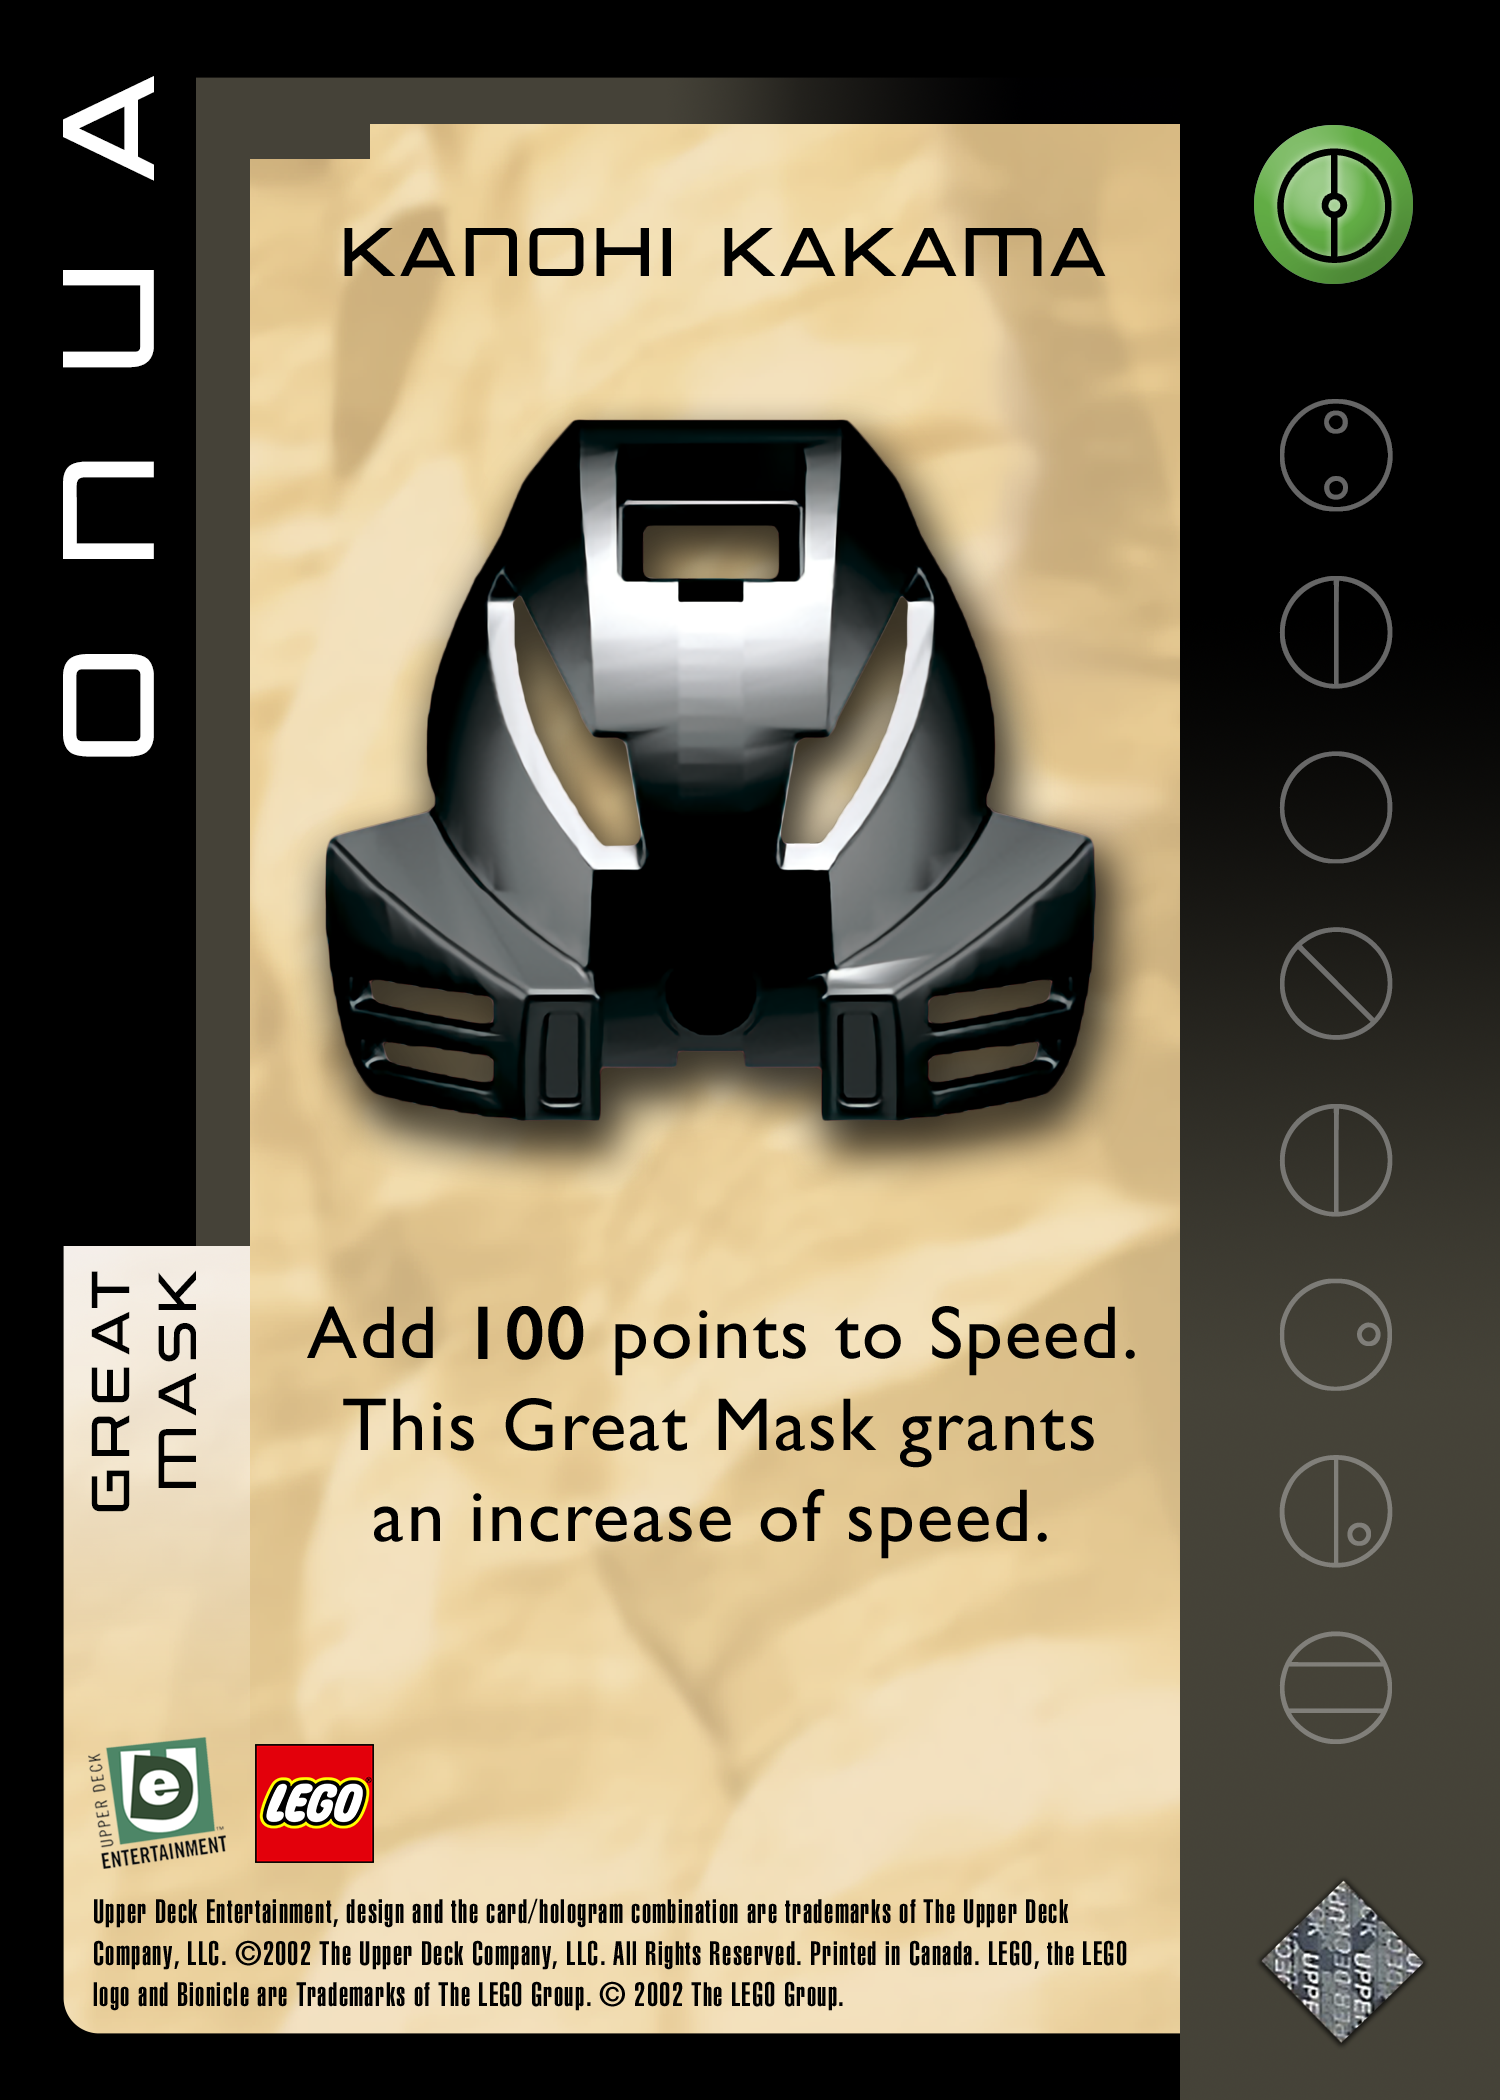 ONUA
KANOHI KAKAMA
Add 100 points to Speed.
This Great Mask grants
an increase of speed.
GREAT
MASK
UPPER DECK
ue
ENTERTAINMENT
™
LEGO
Upper Deck Entertainment, design and the card/hologram combination are trademarks of The Upper Deck
Company, LLC. ©2002 The Upper Deck Company, LLC. All Rights Reserved. Printed in Canada. LEGO, the LEGO
logo and Bionicle are Trademarks of The LEGO Group. © 2002 The LEGO Group.